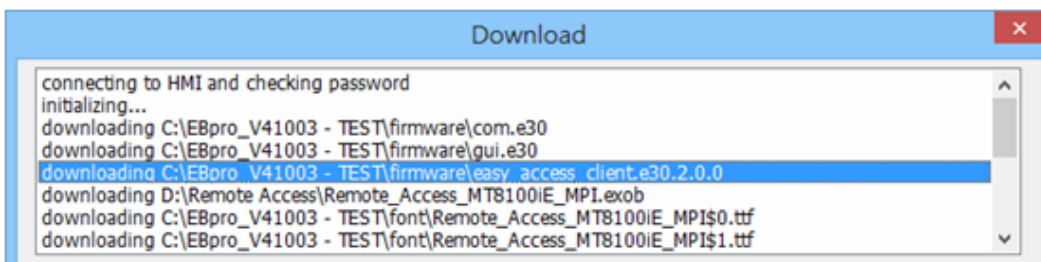 Download
connecting to HMI and checking password
initializing...
downloading C:\EBpro_V41003 - TEST\firmware\com.e30
downloading C:\EBpro_V41003 - TEST\firmware\gui.e30
downloading C:\EBpro_V41003 - TEST\firmware\easy_access_client.e30.2.0.0
downloading D:\Remote Access\Remote_Access_MT8100iE_MPI.exob
downloading C:\EBpro_V41003 - TEST\font\Remote_Access_MT8100iE_MPI$0.ttf
downloading C:\EBpro_V41003 - TEST\font\Remote_Access_MT8100iE_MPI$1.ttf